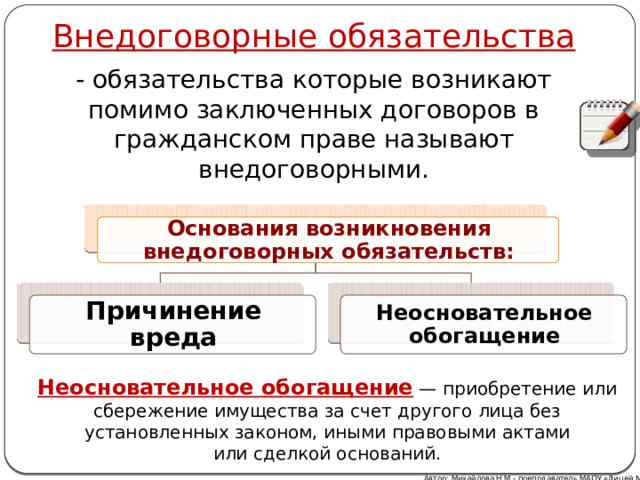 Внедоговорные обязательства
- обязательства которые возникают
помимо заключенных договоров в
гражданском праве называют
внедоговорными.
Основания возникновения
внедоговорных обязательств:
Причинение
вреда
Неосновательное
обогащение
Неосновательное обогащение — приобретение или
сбережение имущества за счет другого лица без
установленных законом, иными правовыми актами
или сделкой оснований.
Автор: Михайлова Н.М.- преподаватель МАОУ «Лицей